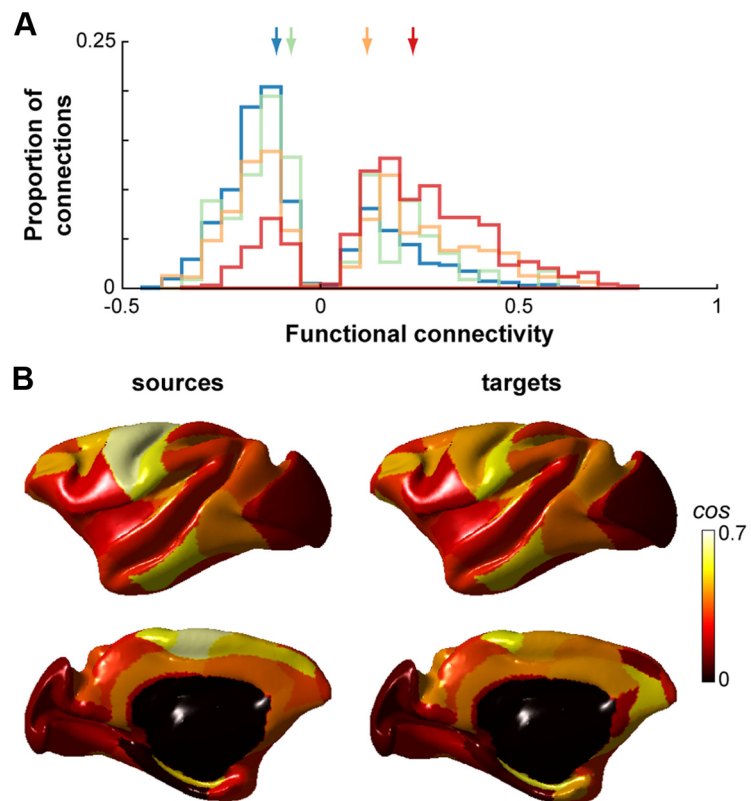 A
0.25
Proportion of
connections
0
-0.5
0
0.5
1
Functional connectivity
B
sources
targets
cos
0.7
0